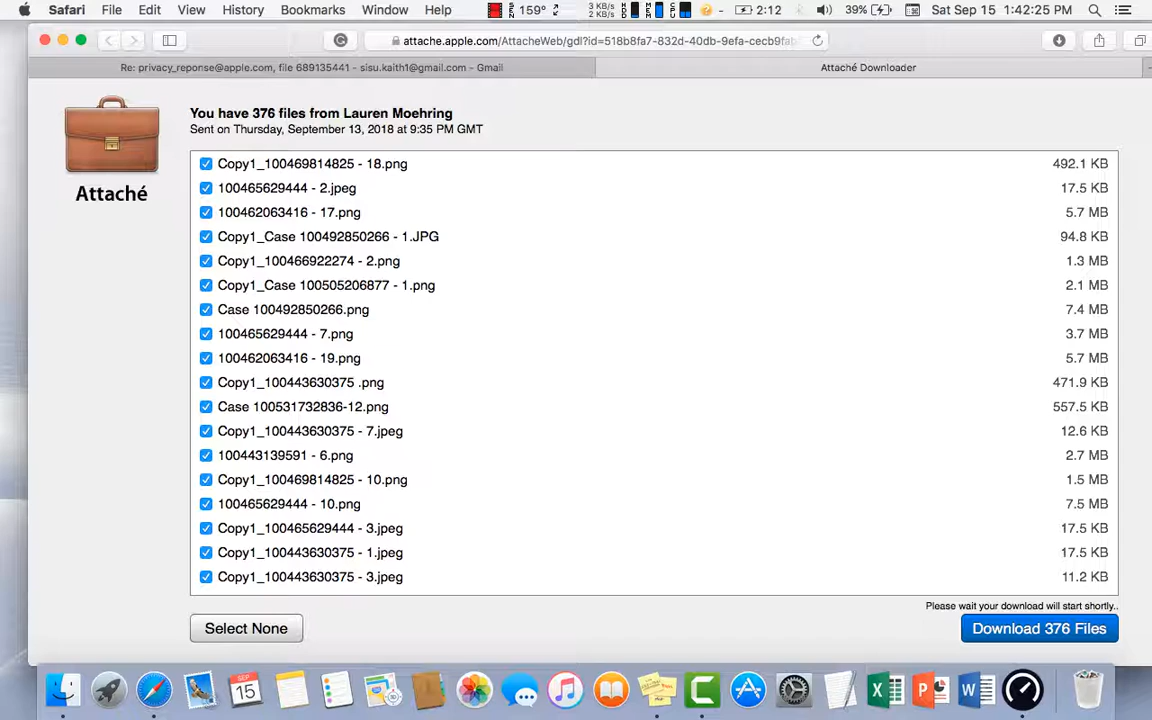 Safari File Edit View History Bookmarks Window Help 159° 3 KB/s 2 KB/s 2:12 39% Sat Sep 15 1:42:25 PM
attache.apple.com/AttacheWeb/gdl?id=518b8fa7-832d-40db-9efa-cecb9fab
Re: privacy_reponse@apple.com, file 689135441 - sisu.kaith1@gmail.com - Gmail Attaché Downloader
You have 376 files from Lauren Moehring
Sent on Thursday, September 13, 2018 at 9:35 PM GMT
Attaché
Copy1_100469814825 - 18.png 492.1 KB
100465629444 - 2.jpeg 17.5 KB
100462063416 - 17.png 5.7 MB
Copy1_Case 100492850266 - 1.JPG 94.8 KB
Copy1_100466922274 - 2.png 1.3 MB
Copy1_Case 100505206877 - 1.png 2.1 MB
Case 100492850266.png 7.4 MB
100465629444 - 7.png 3.7 MB
100462063416 - 19.png 5.7 MB
Copy1_100443630375 .png 471.9 KB
Case 100531732836-12.png 557.5 KB
Copy1_100443630375 - 7.jpeg 12.6 KB
100443139591 - 6.png 2.7 MB
Copy1_100469814825 - 10.png 1.5 MB
100465629444 - 10.png 7.5 MB
Copy1_100465629444 - 3.jpeg 17.5 KB
Copy1_100443630375 - 1.jpeg 17.5 KB
Copy1_100443630375 - 3.jpeg 11.2 KB
Please wait your download will start shortly..
Select None Download 376 Files
SEP
15